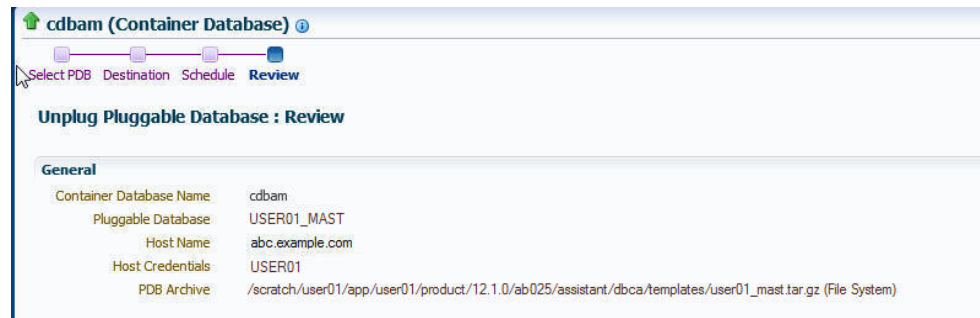 cdbam (Container Database)
Select PDB Destination Schedule Review
Unplug Pluggable Database : Review
General
Container Database Name cdbam
Pluggable Database USER01_MAST
Host Name abc.example.com
Host Credentials USER01
PDB Archive /scratch/user01/app/user01/product/12.1.0/ab025/assistant/dbca/templates/user01_mast.tar.gz (File System)